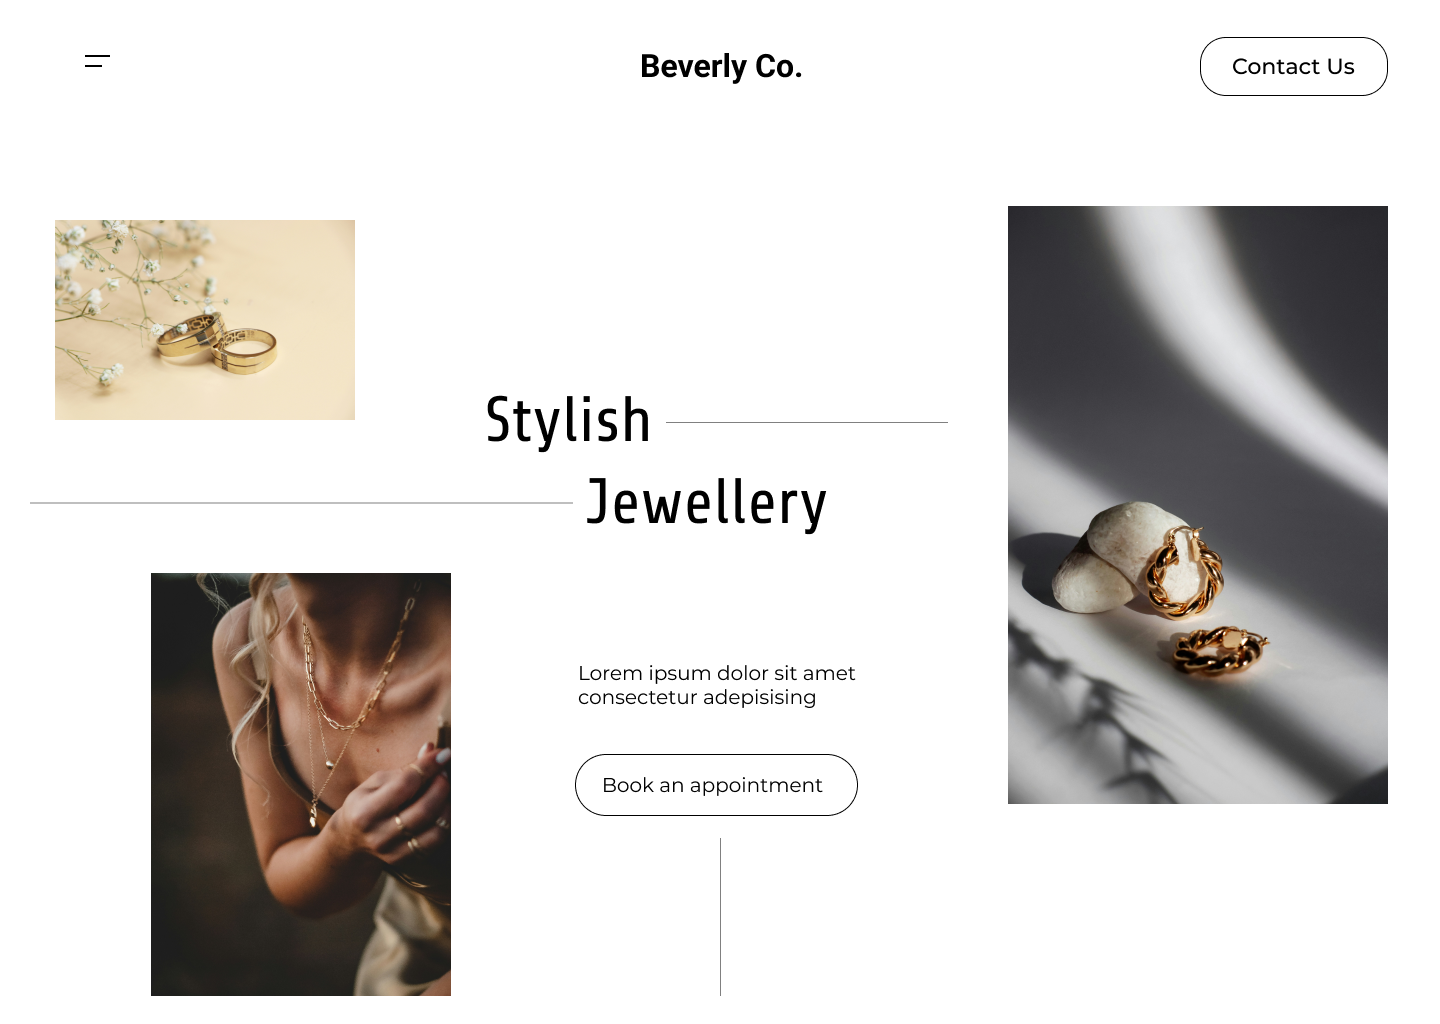 Beverly Co.
Contact Us
Stylish
Jewellery
Lorem ipsum dolor sit amet
consectetur adepisising
Book an appointment